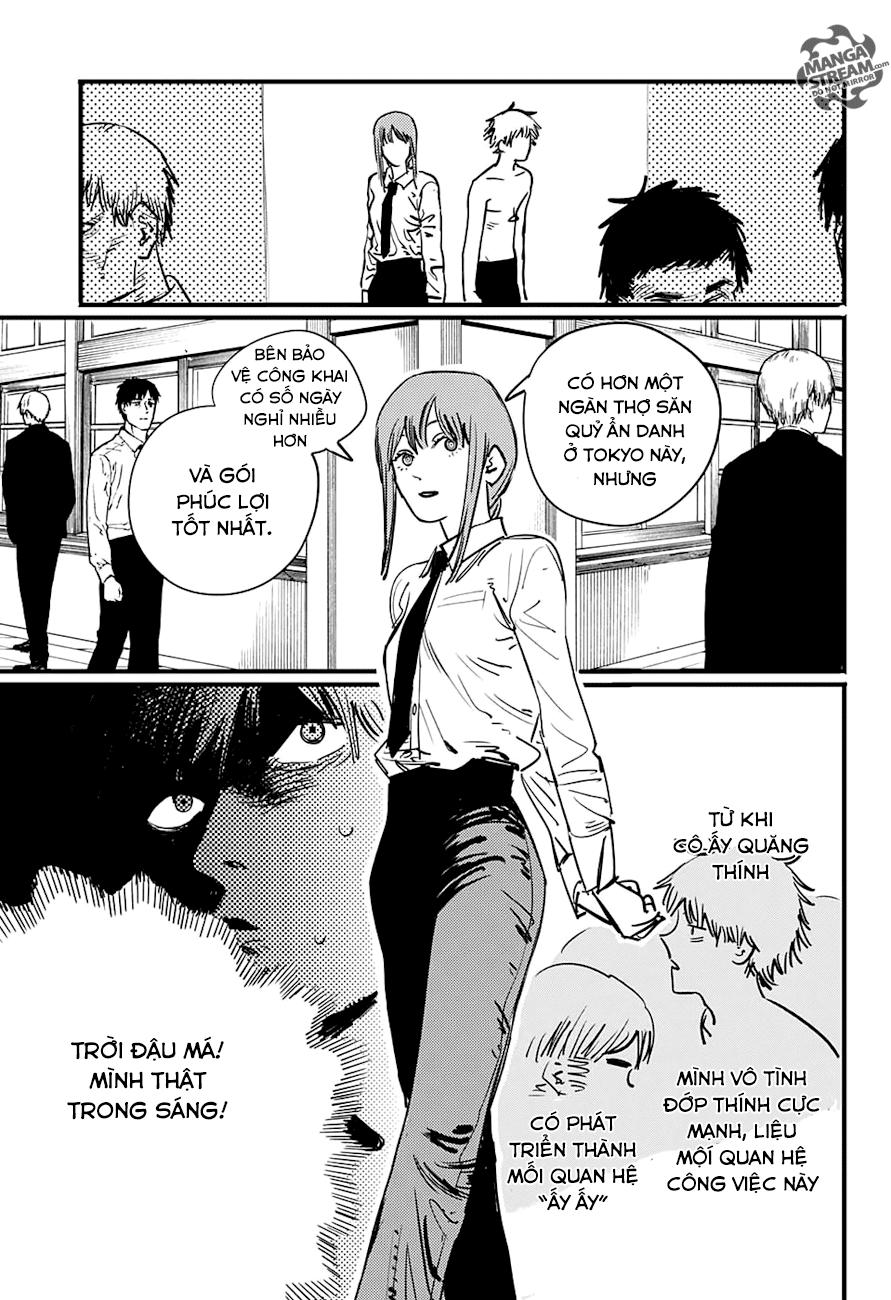 MANGA
STREAM.com
DO NOT MIRROR
CÓ HƠN MỘT
NGÀN THỢ SĂN
QUỶ ẨN DANH
Ở TOKYO NÀY,
NHƯNG
BÊN BẢO
VỆ CÔNG KHAI
CÓ SỐ NGÀY
NGHỈ NHIỀU
HƠN
VÀ GÓI
PHÚC LỢI
TỐT NHẤT.
TỪ KHI
CÔ ẤY QUĂNG
THÍNH
MÌNH VÔ TÌNH
ĐỚP THÍNH CỰC
MẠNH, LIỆU
MỘÍ QUAN HỆ
CÔNG VIỆC NÀY
CÓ PHÁT
TRIỂN THÀNH
MỐI QUAN HỆ
“ẤY ẤY”
TRỜI ĐẬU MÁ!
MÌNH THẬT
TRONG SÁNG!